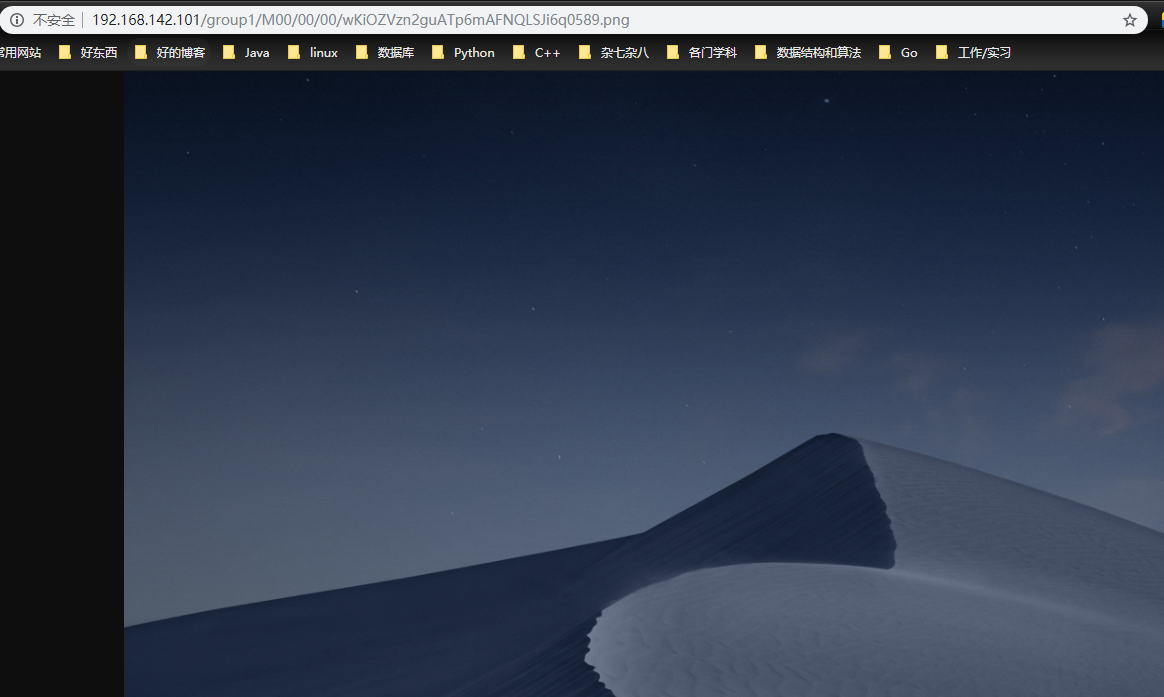 不安全 192.168.142.101/group1/M00/00/00/wKiOZVzn2guATp6mAFNQLSJi6q0589.png
常用网站 好东西 好的博客 Java linux 数据库 Python C++ 杂七杂八 各门学科 数据结构和算法 Go 工作/实习